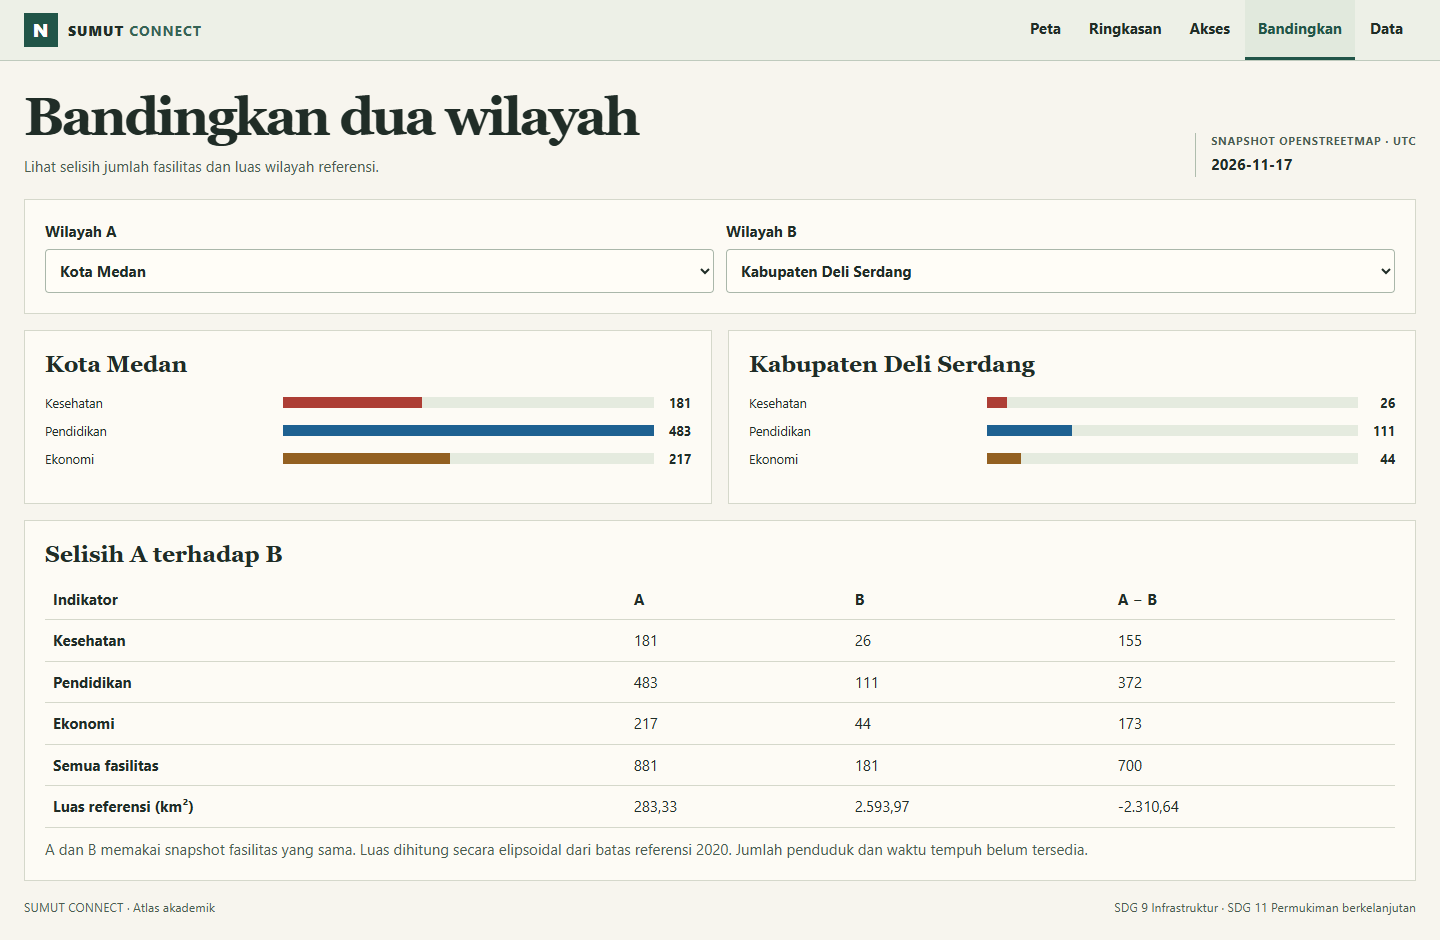 N SUMUT CONNECT
Peta Ringkasan Akses Bandingkan Data
Bandingkan dua wilayah
Lihat selisih jumlah fasilitas dan luas wilayah referensi.
SNAPSHOT OPENSTREETMAP · UTC
2026-11-17
Wilayah A
Kota Medan
Wilayah B
Kabupaten Deli Serdang
Kota Medan
Kesehatan 181
Pendidikan 483
Ekonomi 217
Kabupaten Deli Serdang
Kesehatan 26
Pendidikan 111
Ekonomi 44
Selisih A terhadap B
Indikator A B A − B
Kesehatan 181 26 155
Pendidikan 483 111 372
Ekonomi 217 44 173
Semua fasilitas 881 181 700
Luas referensi (km²) 283,33 2.593,97 -2.310,64
A dan B memakai snapshot fasilitas yang sama. Luas dihitung secara elipsoidal dari batas referensi 2020. Jumlah penduduk dan waktu tempuh belum tersedia.
SUMUT CONNECT · Atlas akademik
SDG 9 Infrastruktur · SDG 11 Permukiman berkelanjutan